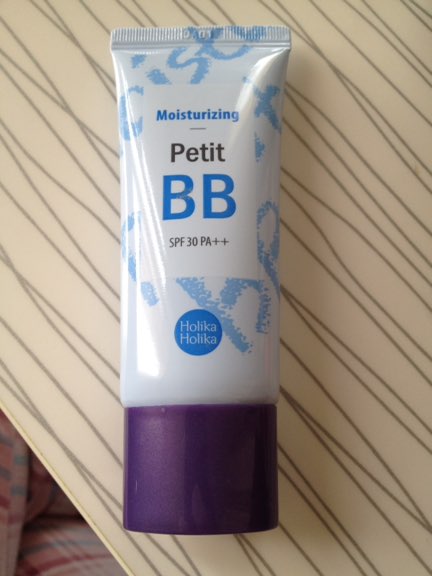 Moisturizing
Petit
BB
SPF 30 PA++
Holika
Holika